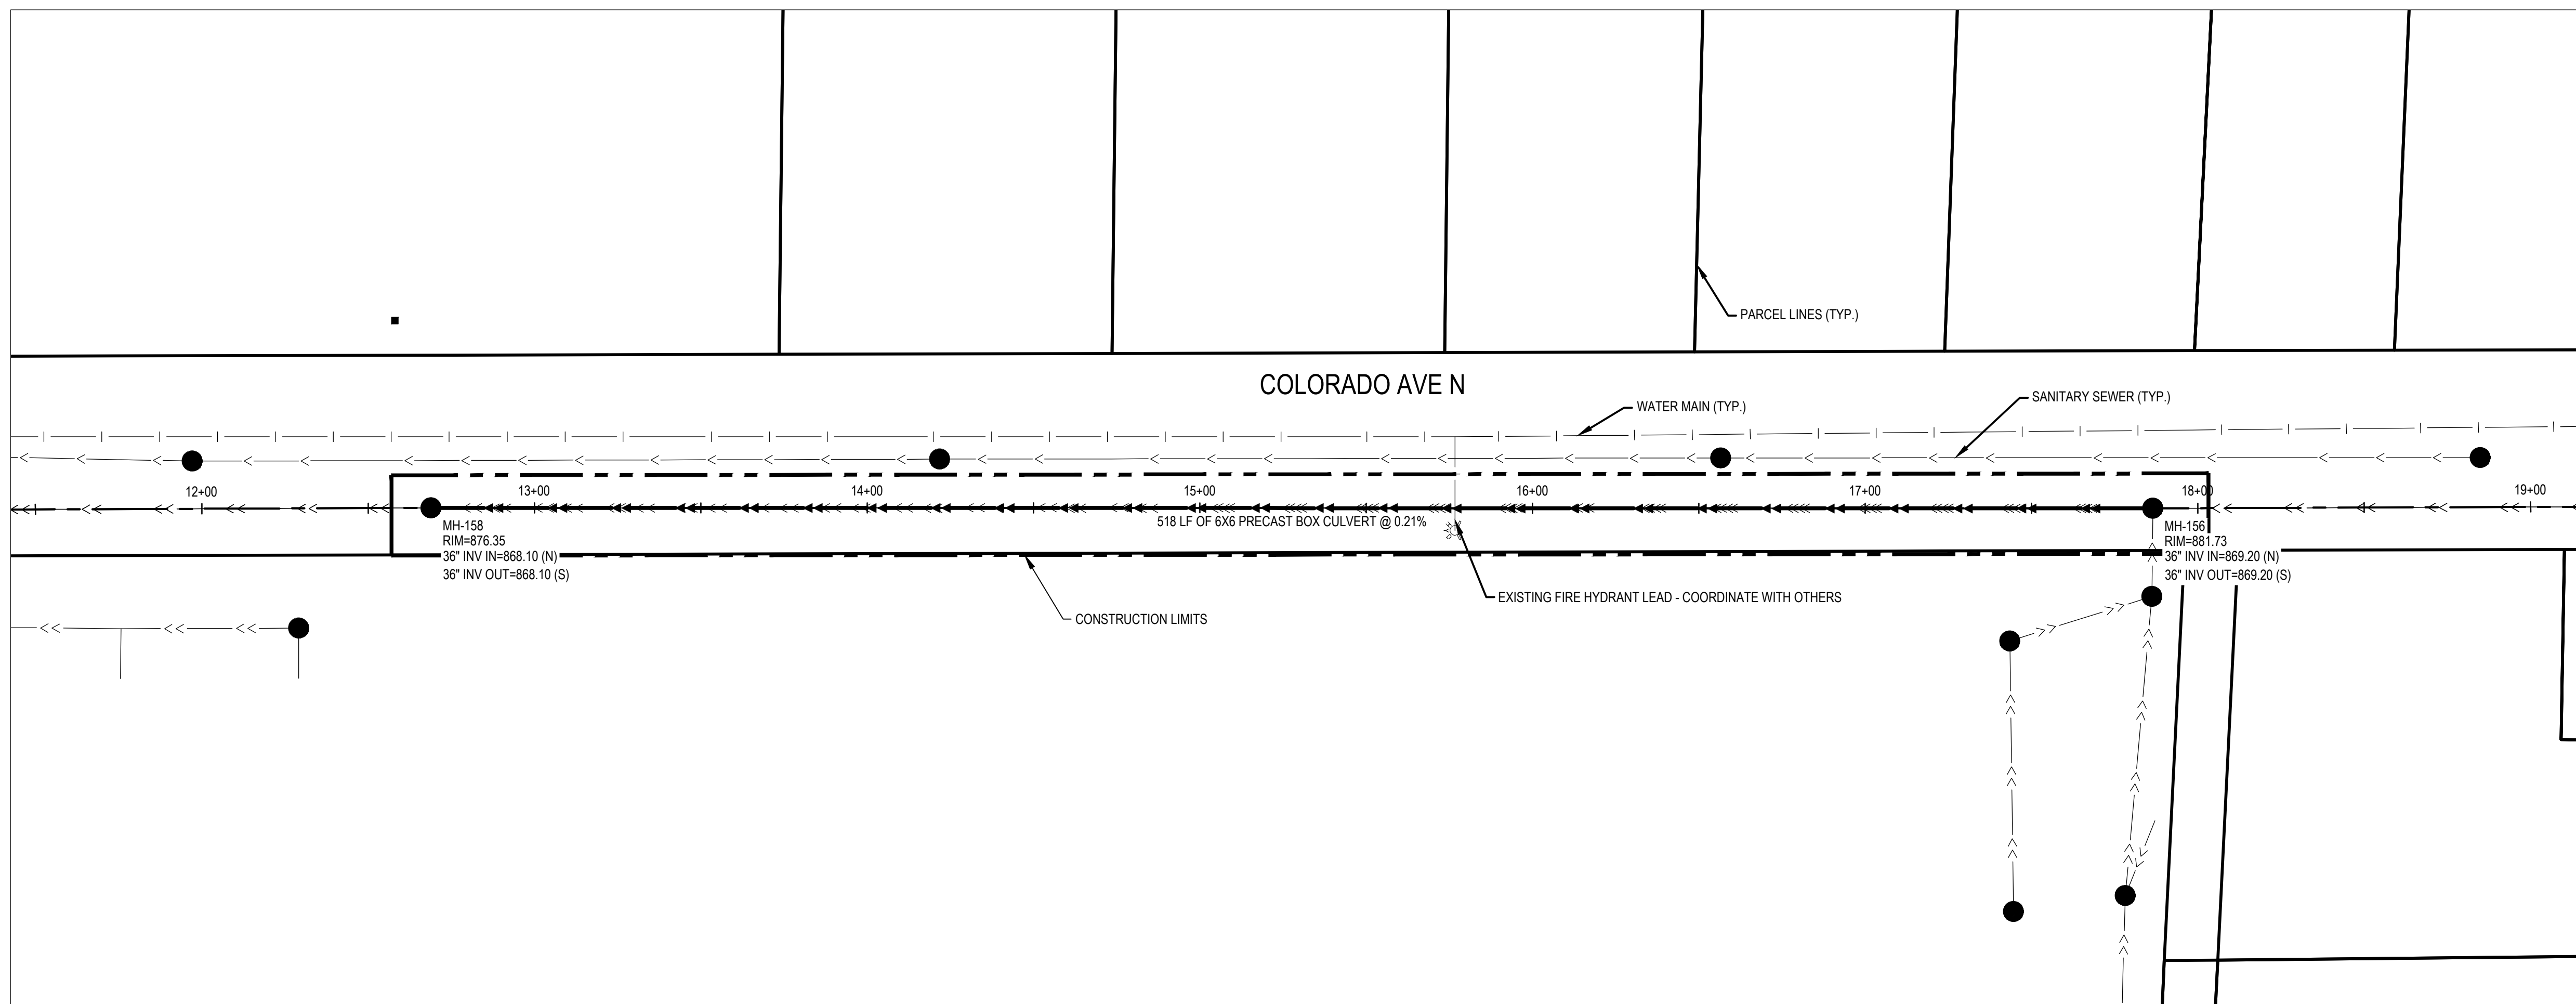 PARCEL LINES (TYP.)
COLORADO AVE N
WATER MAIN (TYP.)
SANITARY SEWER (TYP.)
12+00
13+00
14+00
15+00
16+00
17+00
18+00
19+00
518 LF OF 6X6 PRECAST BOX CULVERT @ 0.21%
MH-158
RIM=876.35
36" INV IN=868.10 (N)
36" INV OUT=868.10 (S)
MH-156
RIM=881.73
36" INV IN=869.20 (N)
36" INV OUT=869.20 (S)
EXISTING FIRE HYDRANT LEAD - COORDINATE WITH OTHERS
CONSTRUCTION LIMITS